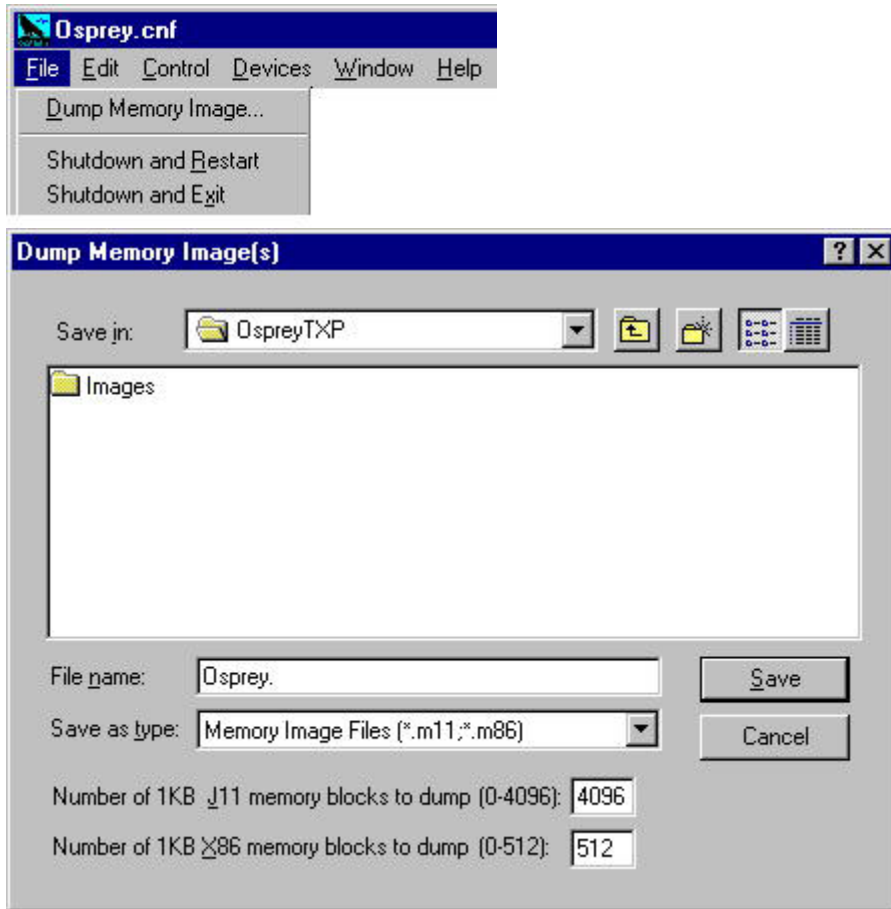 Osprey.cnf
File Edit Control Devices Window Help
Dump Memory Image...
Shutdown and Restart
Shutdown and Exit
Dump Memory Image(s)
Save in: OspreyTXP
Images
File name: Osprey. Save
Save as type: Memory Image Files (*.m11;*.m86) Cancel
Number of 1KB J11 memory blocks to dump (0-4096): 4096
Number of 1KB X86 memory blocks to dump (0-512): 512